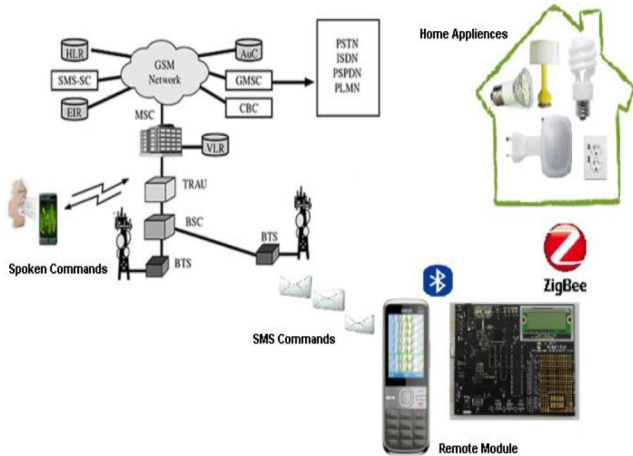 HLR
AuC
GSM
Network
SMS-SC
GMSC
EIR
CBC
PSTN
ISDN
PSPDN
PLMN
Home Appiences
MSC
VLR
TRAU
BSC
BTS
BTS
Spoken Commands
SMS Commands
ZigBee
Remote Module